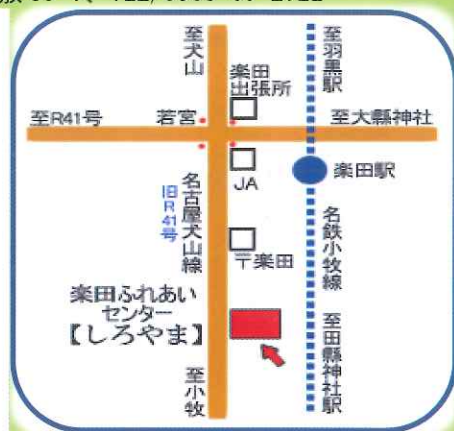 至犬山
楽田
出張所
至羽黒駅
至R41号
若宮
至大縣神社
JA
楽田駅
名古屋犬山線
旧R41号
〒楽田
名鉄小牧線
楽田ふれあい
センター
【しろやま】
至小牧
至田縣神社駅